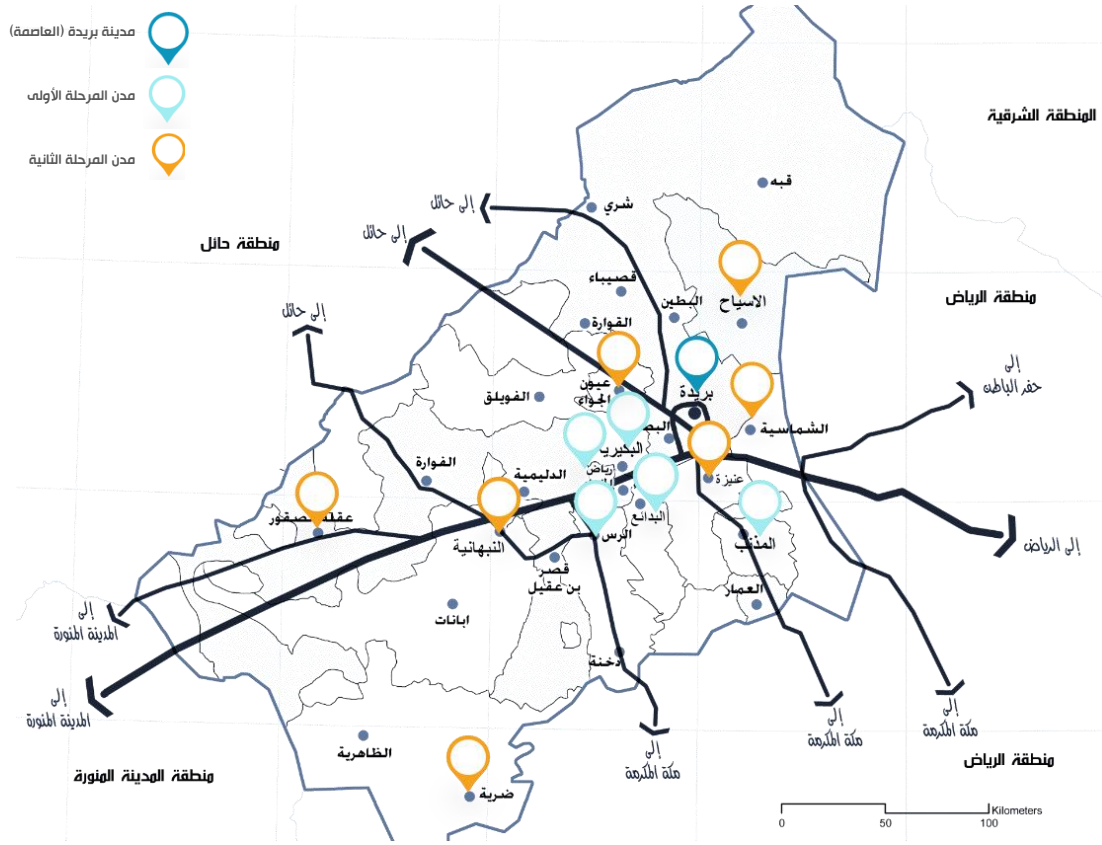 مدينة بريدة (العاصمة)
مدن المرحلة الأولى
مدن المرحلة الثانية
المنطقة الشرقية
قبه
شري
إلى حائل
إلى حائل
منطقة حائل
قصيباء
البطين
الاسياح
منطقة الرياض
إلى حائل
القوارة
إلى
حفر الباطن
عيون
الجواء
بريدة
الفويلق
الشماسية
البكيرية
رياض
الفوارة
الدليمية
عنيزة
البدائع
عقلة الصقور
الرس
المذنب
النبهانية
إلى الرياض
قصر
بن عقيل
العمار
ابانات
إلى
المدينة المنورة
دخنة
إلى
المدينة المنورة
إلى
مكة المكرمة
إلى
مكة المكرمة
إلى
مكة المكرمة
الظاهرية
منطقة الرياض
منطقة المدينة المنورة
ضرية
Kilometers
0
50
100